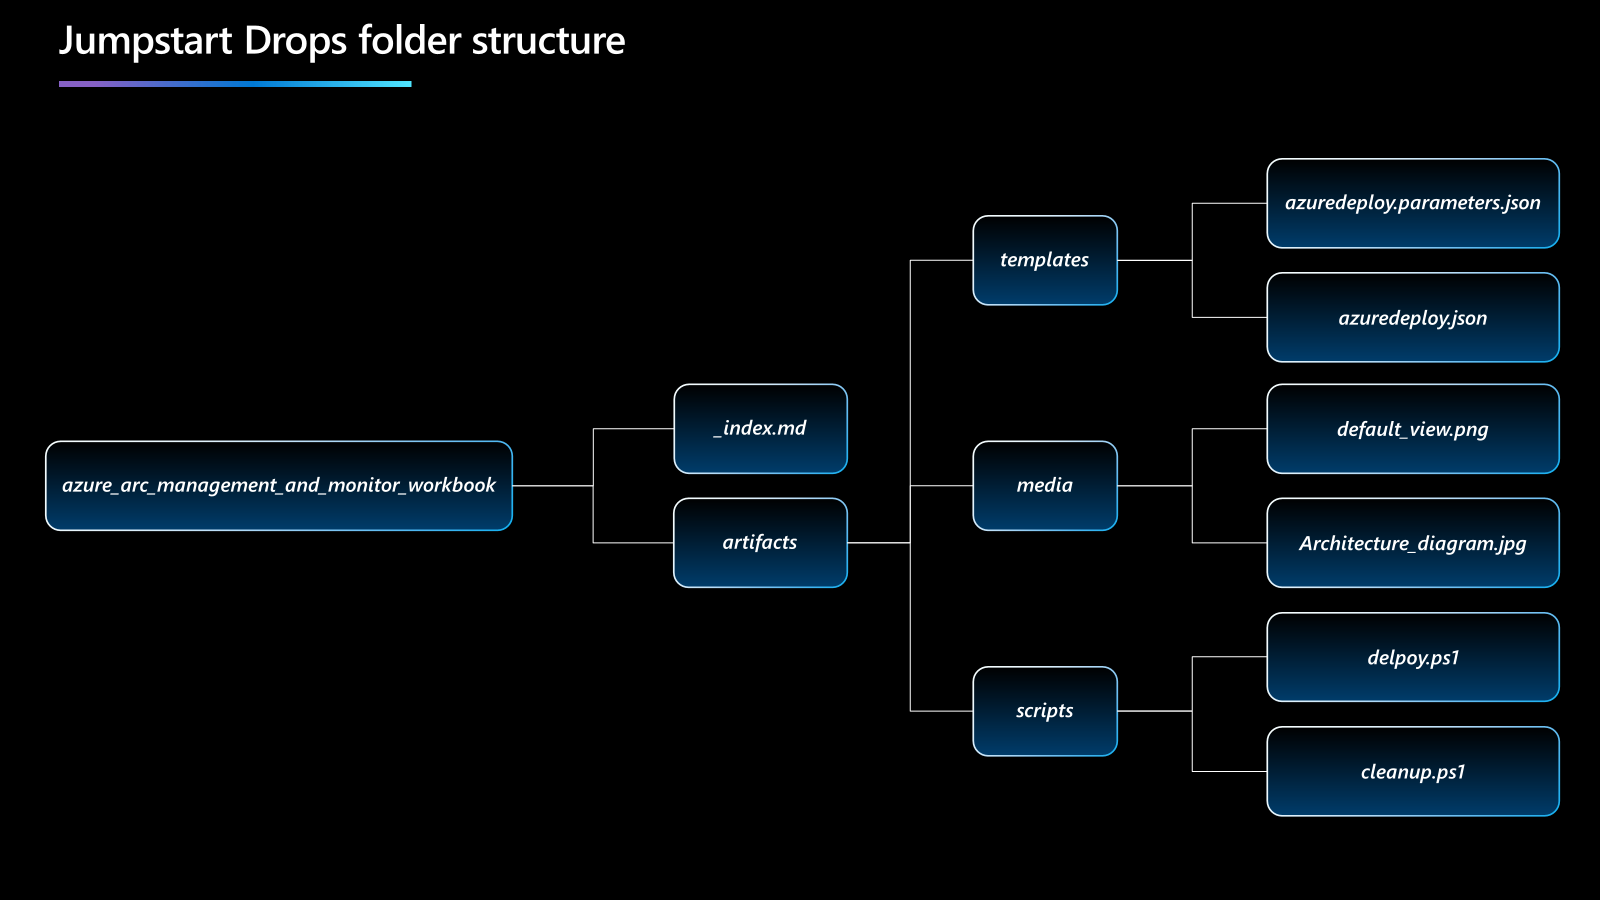 Jumpstart Drops folder structure
azuredeploy.parameters.json
templates
azuredeploy.json
_index.md
default_view.png
azure_arc_management_and_monitor_workbook
media
artifacts
Architecture_diagram.jpg
delpoy.ps1
scripts
cleanup.ps1